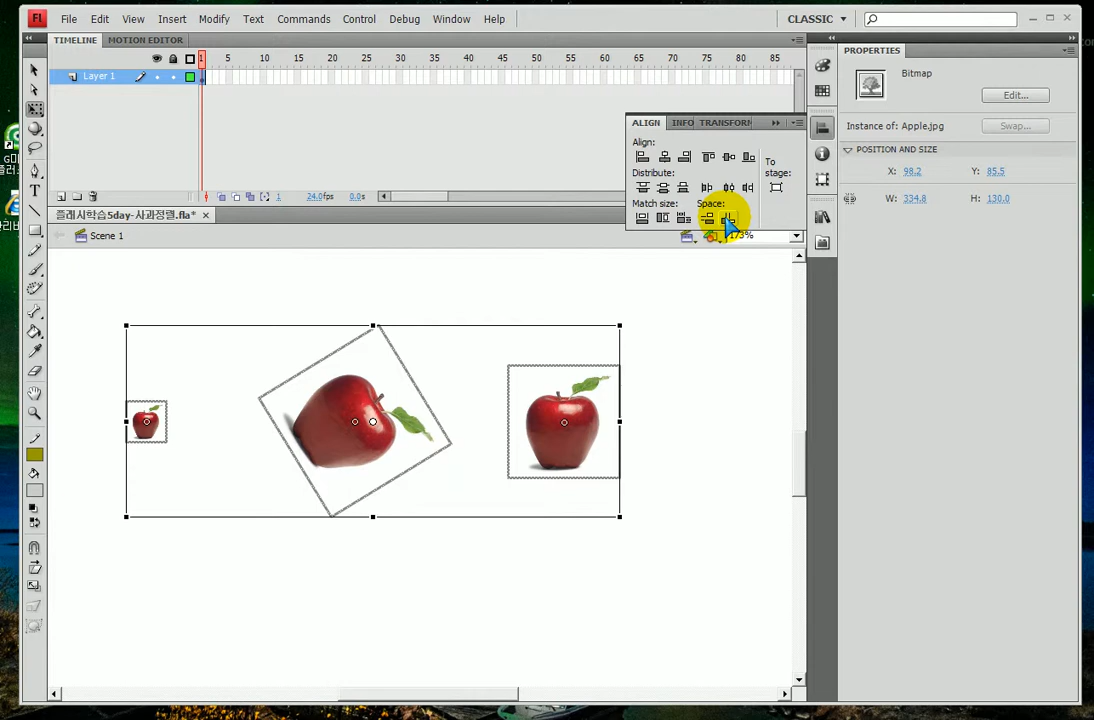 Fl File Edit View Insert Modify Text Commands Control Debug Window Help CLASSIC
TIMELINE MOTION EDITOR
1 5 10 15 20 25 30 35 40 45 50 55 60 65 70 75 80 85
Layer 1
1 24.0fps 0.0s
플래시학습5day-사과정렬.fla*
Scene 1
ALIGN INFO TRANSFORM
Align:
To
stage:
Distribute:
Match size: Space:
PROPERTIES
Bitmap
Edit...
Instance of: Apple.jpg
Swap...
POSITION AND SIZE
X: 98.2 Y: 85.5
W: 334.8 H: 130.0